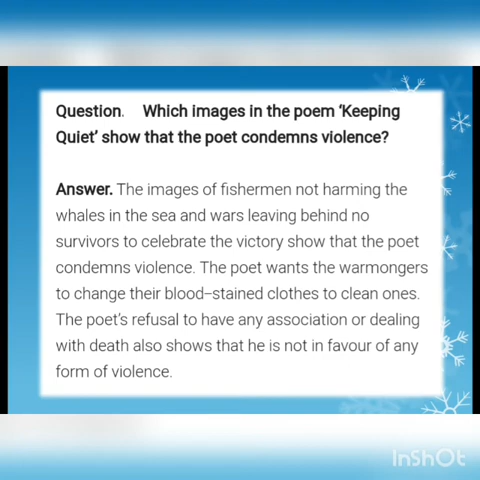 Question.    Which images in the poem ‘Keeping
Quiet’ show that the poet condemns violence?
Answer. The images of fishermen not harming the
whales in the sea and wars leaving behind no
survivors to celebrate the victory show that the poet
condemns violence. The poet wants the warmongers
to change their blood–stained clothes to clean ones.
The poet’s refusal to have any association or dealing
with death also shows that he is not in favour of any
form of violence.
InShOt